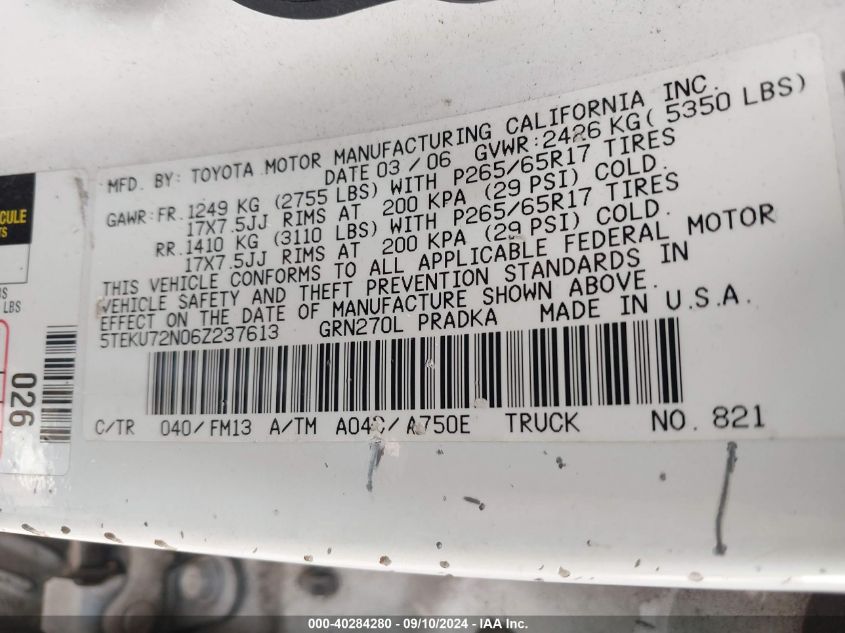 MFD. BY: TOYOTA MOTOR MANUFACTURING CALIFORNIA INC.
DATE 03 / 06 GVWR: 2426 KG ( 5350 LBS)
GAWR: FR. 1249 KG (2755 LBS) WITH P265/65R17 TIRES
17X7.5JJ RIMS AT 200 KPA (29 PSI) COLD.
RR. 1410 KG (3110 LBS) WITH P265/65R17 TIRES
17X7.5JJ RIMS AT 200 KPA (29 PSI) COLD.
THIS VEHICLE CONFORMS TO ALL APPLICABLE FEDERAL MOTOR
VEHICLE SAFETY AND THEFT PREVENTION STANDARDS IN
EFFECT ON THE DATE OF MANUFACTURE SHOWN ABOVE.
5TEKU72N06Z237613 GRN270L PRADKA MADE IN U.S.A.
C/TR 040/ FM13 A/TM A04C/ A750E TRUCK NO. 821
026
LBS
000-40284280 - 09/10/2024 - IAA Inc.